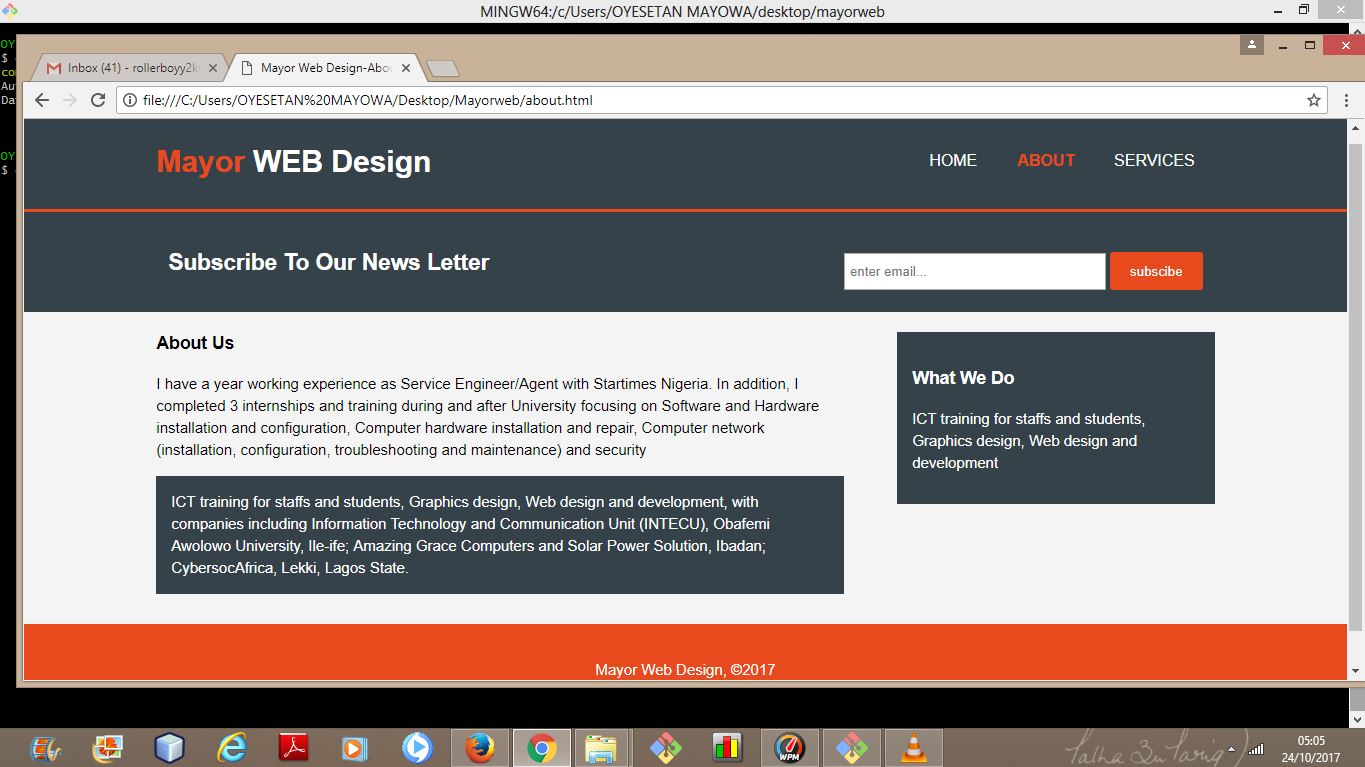 MINGW64:/c/Users/OYESETAN MAYOWA/desktop/mayorweb
OY
$
co
Au
Da
OY
$
Inbox (41) - rollerboyy2k
Mayor Web Design-Abou
file:///C:/Users/OYESETAN%20MAYOWA/Desktop/Mayorweb/about.html
Mayor WEB Design
HOME ABOUT SERVICES
Subscribe To Our News Letter
enter email... subscibe
About Us
I have a year working experience as Service Engineer/Agent with Startimes Nigeria. In addition, I
completed 3 internships and training during and after University focusing on Software and Hardware
installation and configuration, Computer hardware installation and repair, Computer network
(installation, configuration, troubleshooting and maintenance) and security
ICT training for staffs and students, Graphics design, Web design and development, with
companies including Information Technology and Communication Unit (INTECU), Obafemi
Awolowo University, Ile-ife; Amazing Grace Computers and Solar Power Solution, Ibadan;
CybersocAfrica, Lekki, Lagos State.
What We Do
ICT training for staffs and students,
Graphics design, Web design and
development
Mayor Web Design, ©2017
WPM
05:05
24/10/2017